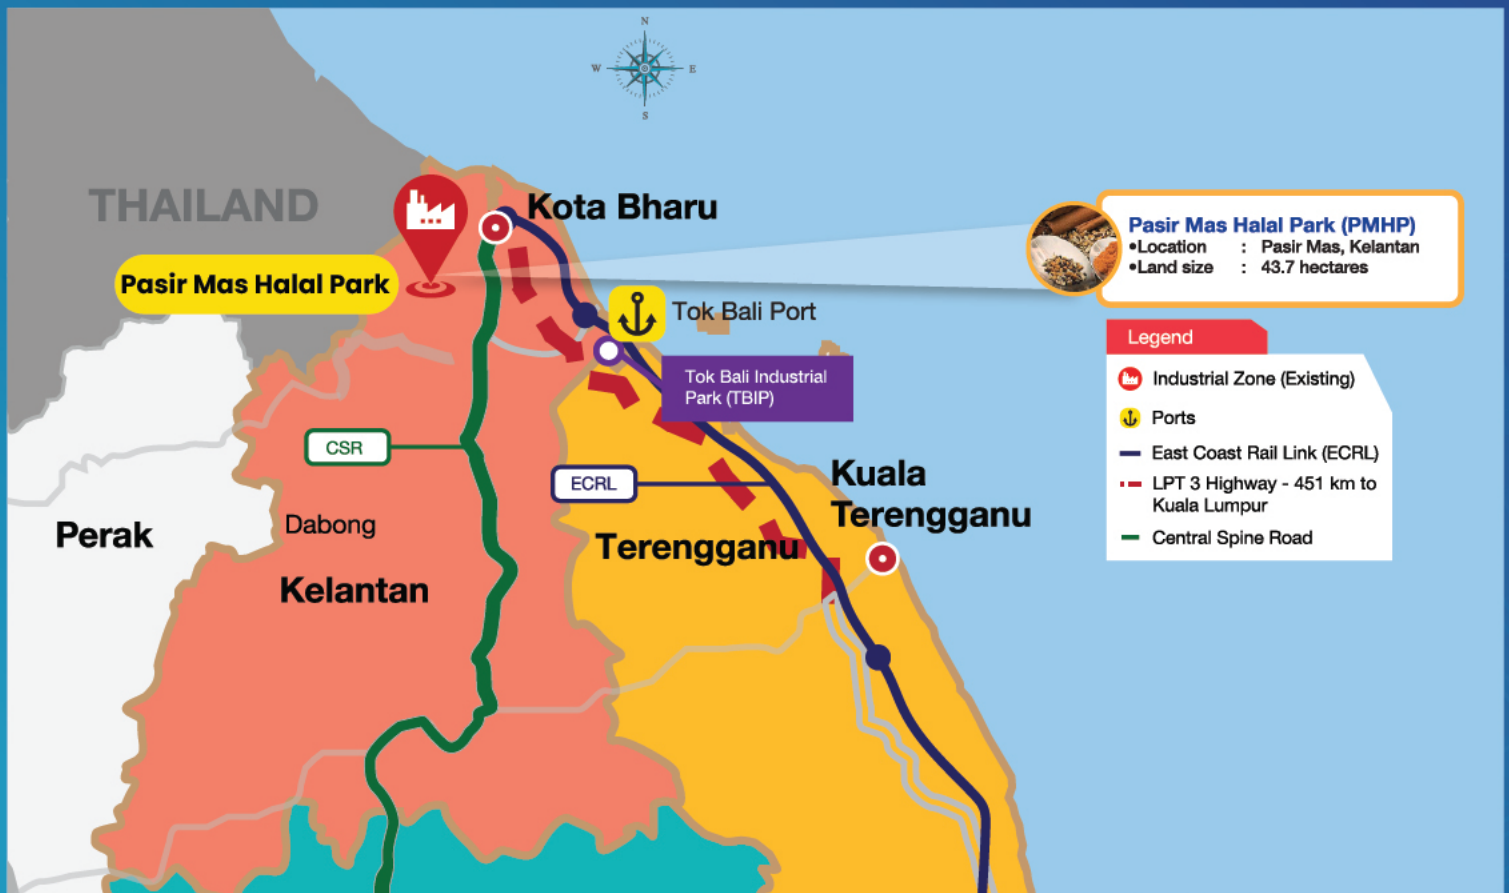 N
W
E
S
THAILAND
Kota Bharu
Pasir Mas Halal Park (PMHP)
•Location : Pasir Mas, Kelantan
•Land size : 43.7 hectares
Pasir Mas Halal Park
Tok Bali Port
Legend
Industrial Zone (Existing)
Ports
East Coast Rail Link (ECRL)
LPT 3 Highway - 451 km to
Kuala Lumpur
Central Spine Road
Tok Bali Industrial
Park (TBIP)
CSR
ECRL
Kuala
Terengganu
Perak
Dabong
Terengganu
Kelantan